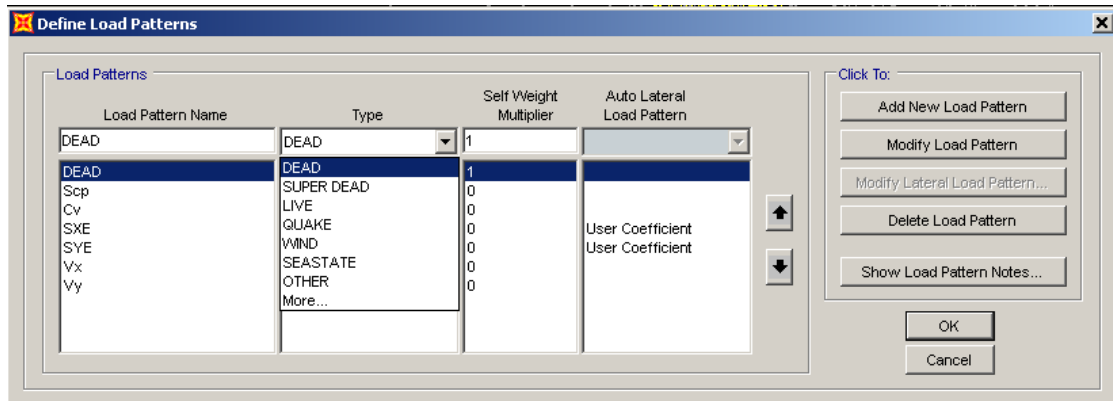 Define Load Patterns
Load Patterns
Click To:
Load Pattern Name
Type
Self Weight
Multiplier
Auto Lateral
Load Pattern
DEAD
DEAD
1
DEAD
Scp
Cv
SXE
SYE
Vx
Vy
DEAD
SUPER DEAD
LIVE
QUAKE
WIND
SEASTATE
OTHER
More...
1
0
0
0
0
0
0
User Coefficient
User Coefficient
Add New Load Pattern
Modify Load Pattern
Modify Lateral Load Pattern...
Delete Load Pattern
Show Load Pattern Notes...
OK
Cancel